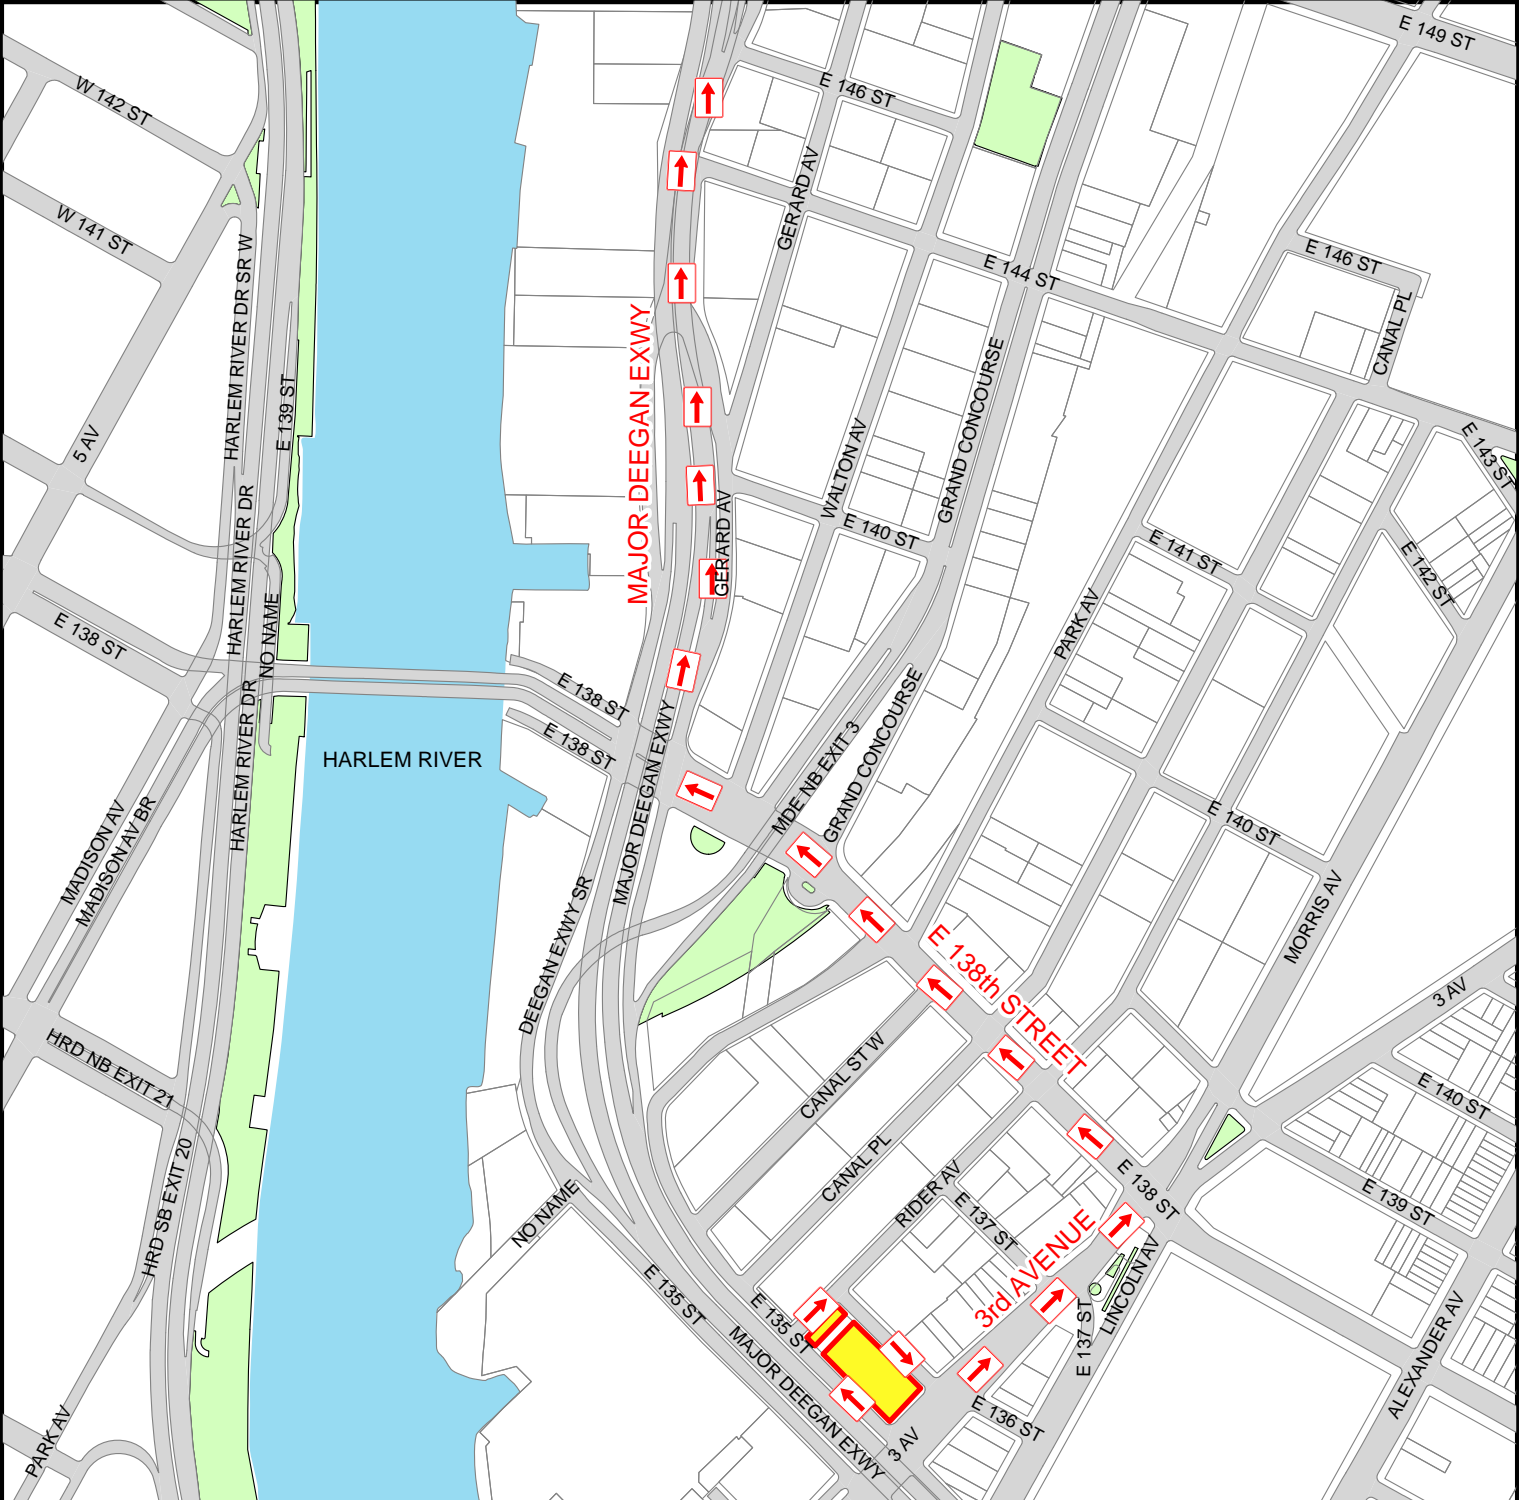 E 149 ST
W 142 ST
E 146 ST
GERARD AV
W 141 ST
HARLEM RIVER DR SR W
E 144 ST
E 146 ST
CANAL PL
MAJOR DEEGAN EXWY
GRAND CONCOURSE
E 139 ST
5 AV
WALTON AV
E 143 ST
HARLEM RIVER DR
GERARD AV
E 140 ST
E 141 ST
E 142 ST
NO NAME
PARK AV
E 138 ST
E 138 ST
E 138 ST
HARLEM RIVER DR
MAJOR DEEGAN EXWY
MDE NB EXIT 3
GRAND CONCOURSE
HARLEM RIVER
MADISON AV
MADISON AV BR
E 140 ST
MORRIS AV
DEEGAN EXWY SR
E 138th STREET
3 AV
HRD NB EXIT 21
CANAL ST W
E 140 ST
HRD SB EXIT 20
CANAL PL
RIDER AV
E 138 ST
E 139 ST
NO NAME
E 137 ST
3rd AVENUE
LINCOLN AV
E 135 ST
E 135 ST
E 137 ST
MAJOR DEEGAN EXWY
ALEXANDER AV
E 136 ST
PARK AV
3 AV